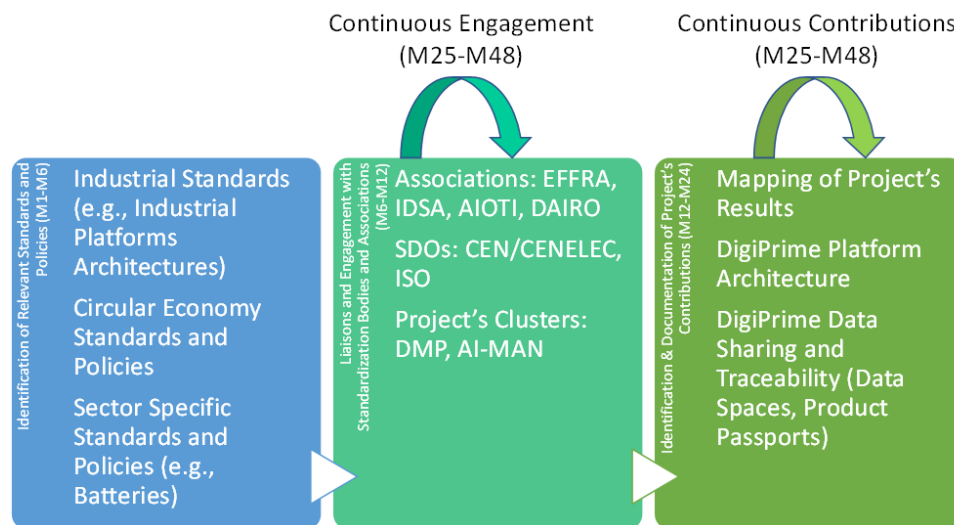 Continuous Engagement
(M25-M48)
Continuous Contributions
(M25-M48)
Identification of Relevant Standards and
Policies (M1-M6)
Industrial Standards
(e.g., Industrial
Platforms
Architectures)
Circular Economy
Standards and
Policies
Sector Specific
Standards and
Policies (e.g.,
Batteries)
Liaisons and Engagement with
Standardization Bodies and Associations
(M6-M12)
Associations: EFFRA,
IDSA, AIOTI, DAIRO
SDOs: CEN/CENELEC,
ISO
Project's Clusters:
DMP, AI-MAN
Identification & Documentation of Project's
Contributions (M12-M24)
Mapping of Project's
Results
DigiPrime Platform
Architecture
DigiPrime Data
Sharing and
Traceability (Data
Spaces, Product
Passports)